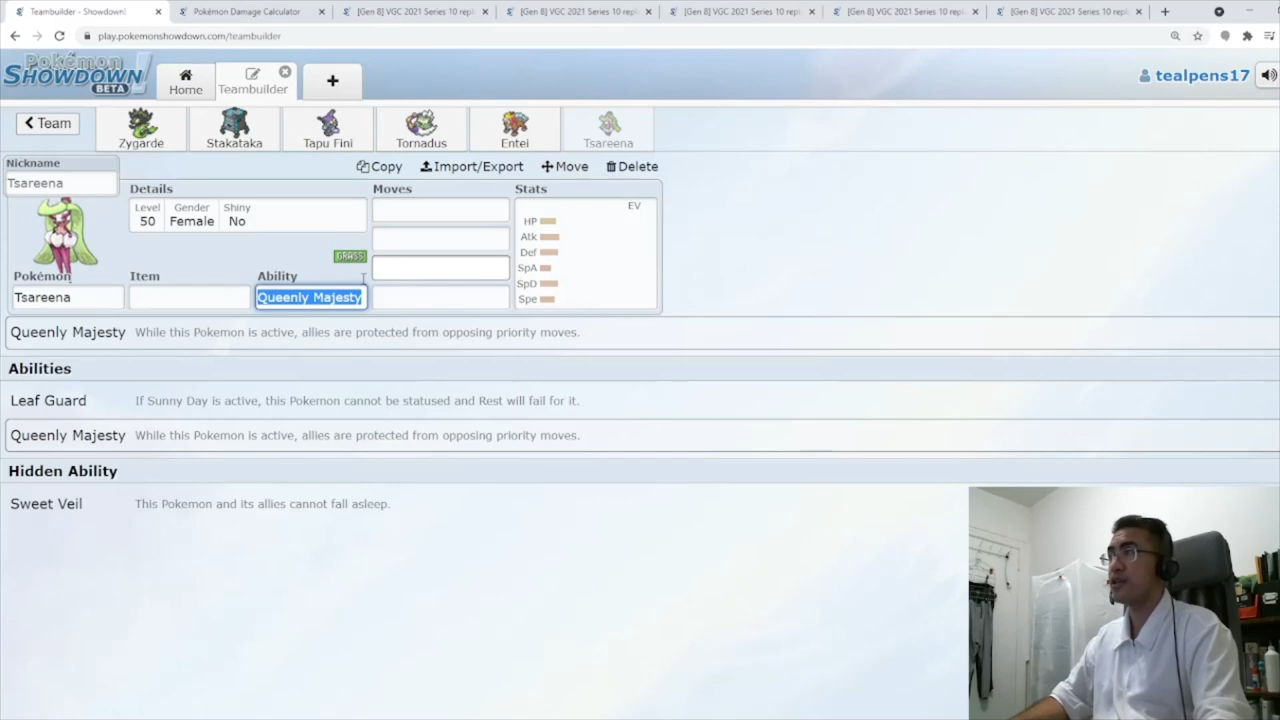 Teambuilder - Showdown!
Pokémon Damage Calculator
[Gen 8] VGC 2021 Series 10 repl
[Gen 8] VGC 2021 Series 10 repl
[Gen 8] VGC 2021 Series 10 repl
[Gen 8] VGC 2021 Series 10 repl
[Gen 8] VGC 2021 Series 10 repl
play.pokemonshowdown.com/teambuilder
Pokémon
SHOWDOWN!
BETA
Home
Teambuilder
tealpens17
Team
Zygarde
Stakataka
Tapu Fini
Tornadus
Entei
Tsareena
Nickname
Tsareena
Copy
Import/Export
Move
Delete
Details
Moves
Stats
Level
Gender
Shiny
50
Female
No
EV
HP
Atk
Def
SpA
SpD
Spe
GRASS
Pokémon
Item
Ability
Tsareena
Queenly Majesty
Queenly Majesty While this Pokemon is active, allies are protected from opposing priority moves.
Abilities
Leaf Guard If Sunny Day is active, this Pokemon cannot be statused and Rest will fail for it.
Queenly Majesty While this Pokemon is active, allies are protected from opposing priority moves.
Hidden Ability
Sweet Veil This Pokemon and its allies cannot fall asleep.